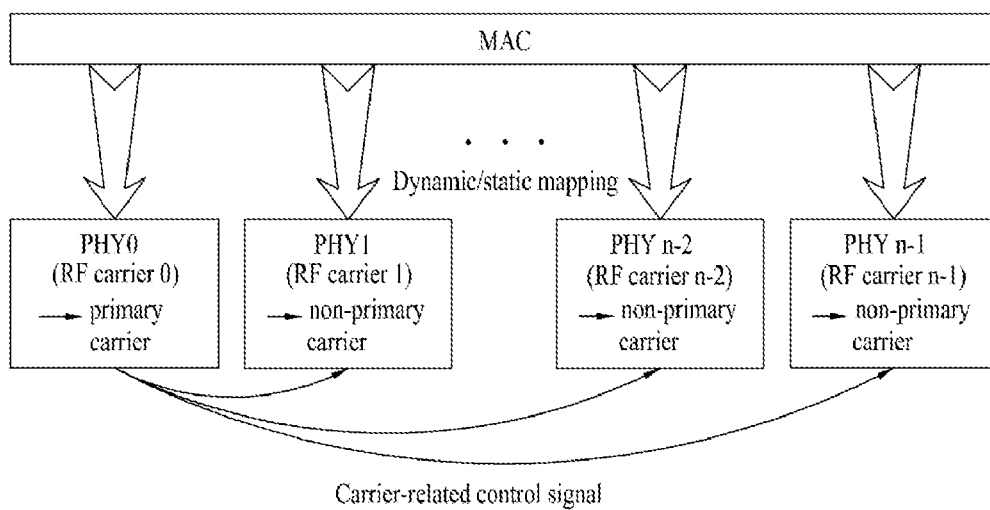 MAC
. . .
Dynamic/static mapping
PHY0
(RF carrier 0)
primary
carrier
PHY1
(RF carrier 1)
non-primary
carrier
PHY n-2
(RF carrier n-2)
non-primary
carrier
PHY n-1
(RF carrier n-1)
non-primary
carrier
Carrier-related control signal